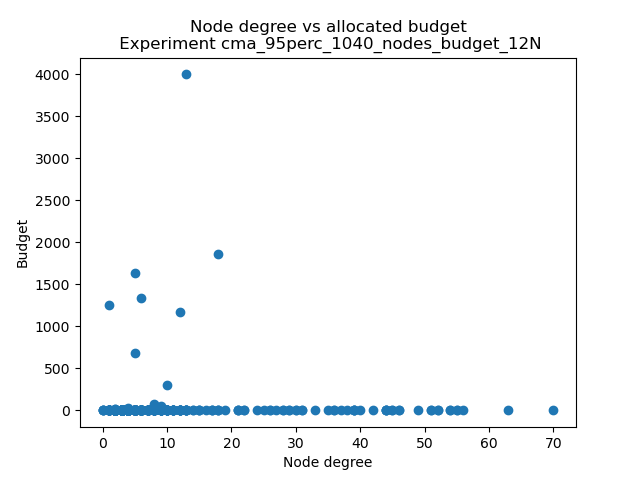 Node degree vs allocated budget
Experiment cma_95perc_1040_nodes_budget_12N
4000
3500
3000
2500
2000
1500
1000
500
0
Budget
0 10 20 30 40 50 60 70
Node degree